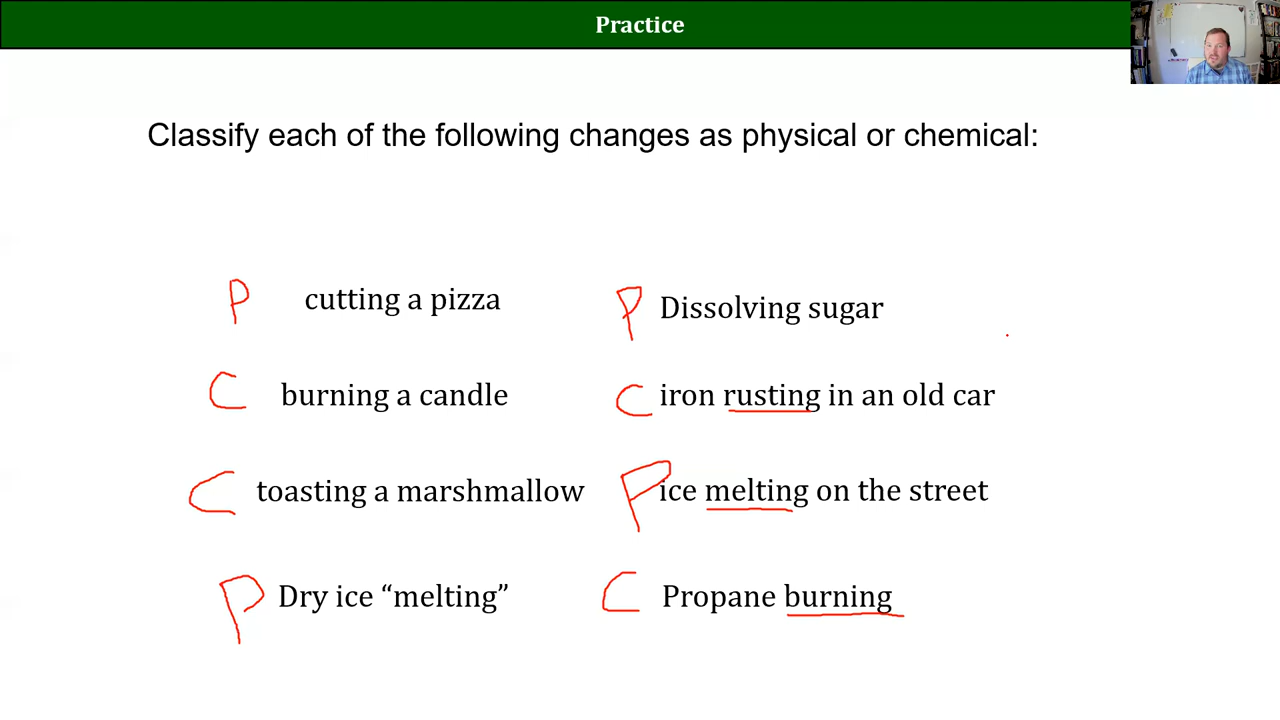 Practice
Classify each of the following changes as physical or chemical:
P cutting a pizza
P Dissolving sugar
C burning a candle
C iron rusting in an old car
C toasting a marshmallow
P ice melting on the street
P Dry ice “melting”
C Propane burning